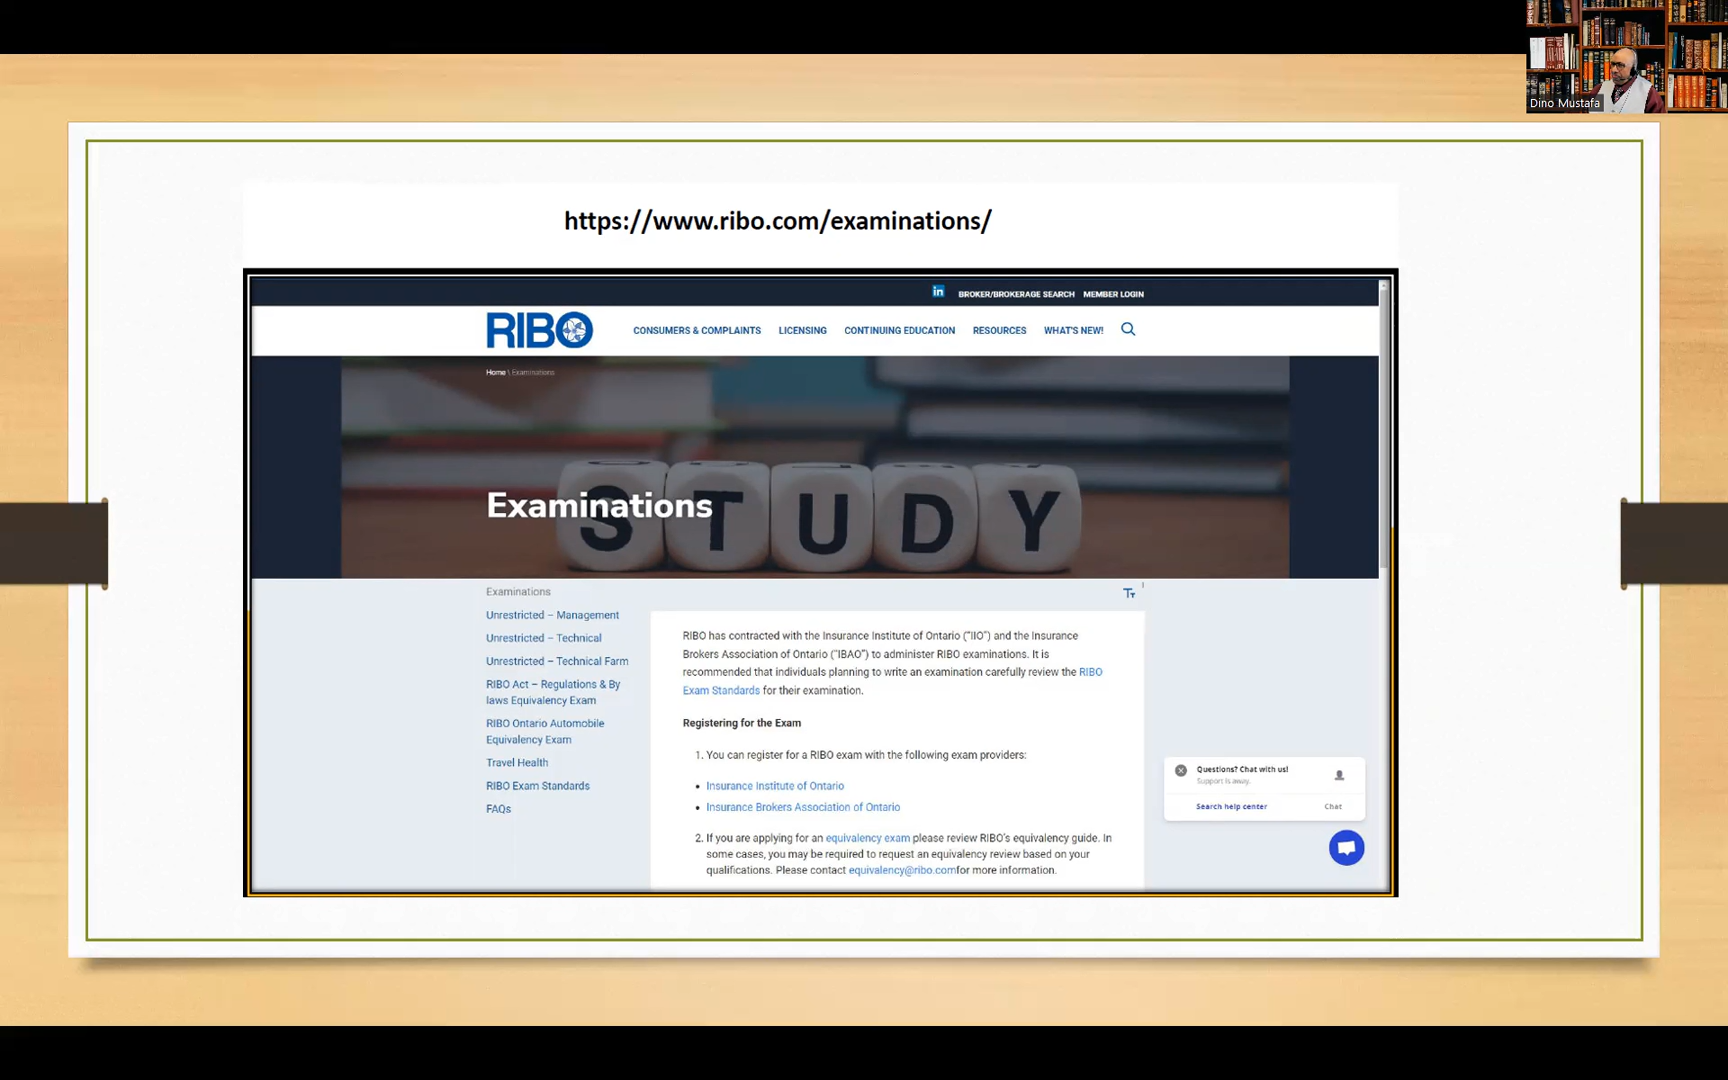 Dino Mustafa
https://www.ribo.com/examinations/
BROKER/BROKERAGE SEARCH MEMBER LOGIN
RIBO
CONSUMERS & COMPLAINTS LICENSING CONTINUING EDUCATION RESOURCES WHAT'S NEW!
Home \ Examinations
STUDY
Examinations
Examinations
Unrestricted – Management
Unrestricted – Technical
Unrestricted – Technical Farm
RIBO Act – Regulations & By
laws Equivalency Exam
RIBO Ontario Automobile
Equivalency Exam
Travel Health
RIBO Exam Standards
FAQs
Tт
RIBO has contracted with the Insurance Institute of Ontario ("IIO") and the Insurance
Brokers Association of Ontario ("IBAO") to administer RIBO examinations. It is
recommended that individuals planning to write an examination carefully review the RIBO
Exam Standards for their examination.
Registering for the Exam
1. You can register for a RIBO exam with the following exam providers:
• Insurance Institute of Ontario
• Insurance Brokers Association of Ontario
2. If you are applying for an equivalency exam please review RIBO's equivalency guide. In
some cases, you may be required to request an equivalency review based on your
qualifications. Please contact equivalency@ribo.comfor more information.
Questions? Chat with us!
Support is away.
Search help center Chat